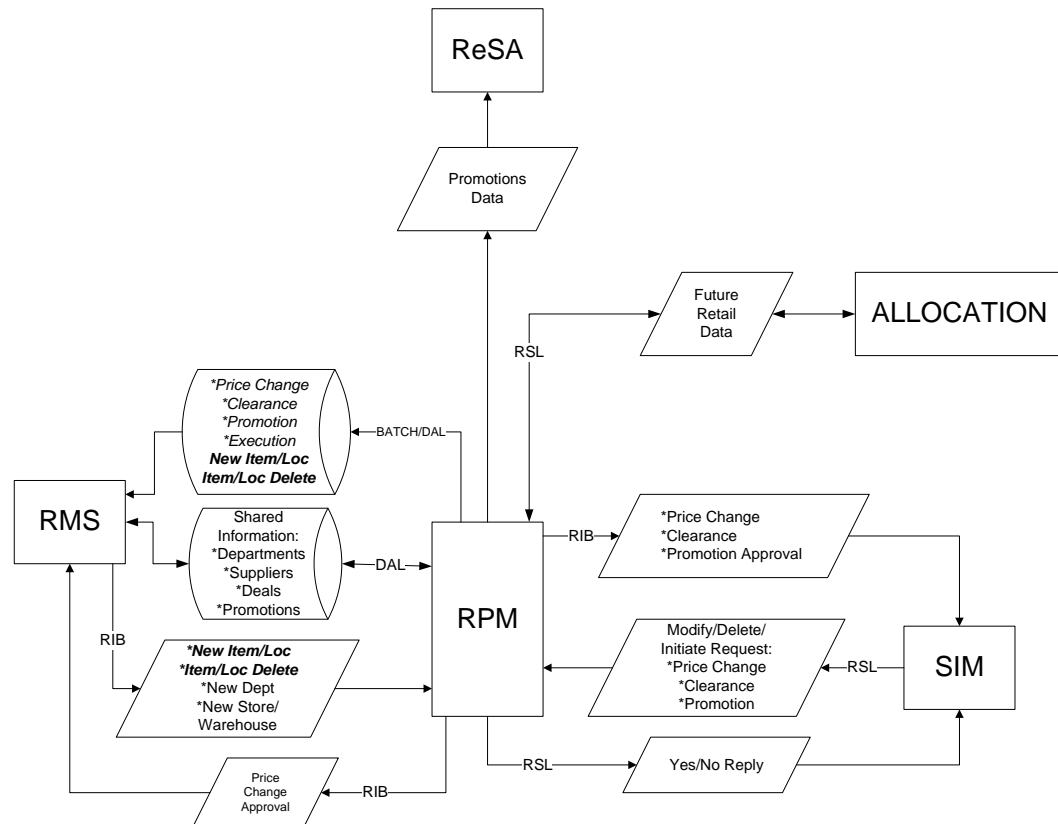 ReSA
Promotions
Data
Future
Retail
Data
ALLOCATION
RSL
*Price Change
*Clearance
*Promotion
*Execution
New Item/Loc
Item/Loc Delete
BATCH/DAL
RMS
Shared
Information:
*Departments
*Suppliers
*Deals
*Promotions
DAL
RPM
RIB
*Price Change
*Clearance
*Promotion Approval
RIB
*New Item/Loc
*Item/Loc Delete
*New Dept
*New Store/
Warehouse
Modify/Delete/
Initiate Request:
*Price Change
*Clearance
*Promotion
RSL
SIM
Price
Change
Approval
RIB
RSL
Yes/No Reply